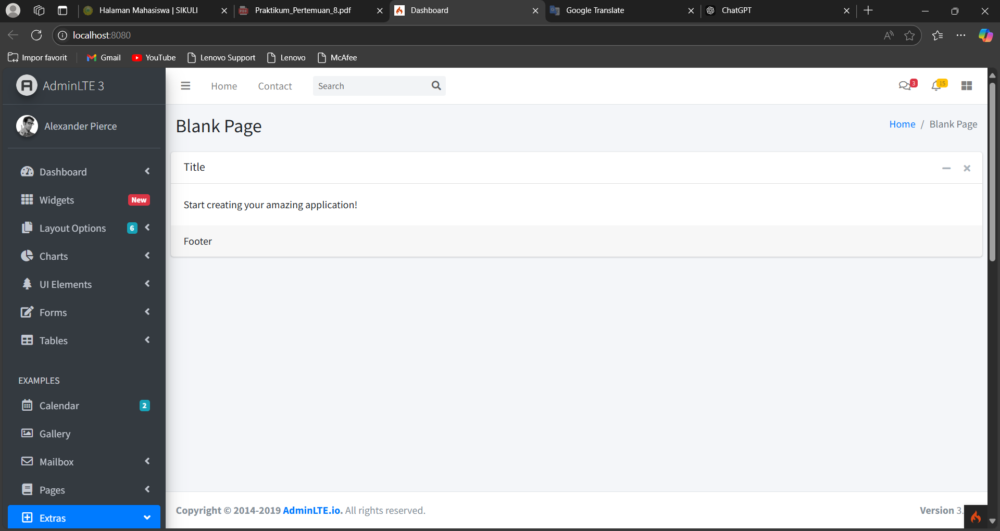 Halaman Mahasiswa | SIKULI
Praktikum_Pertemuan_8.pdf
Dashboard
Google Translate
ChatGPT
localhost:8080
Impor favorit
Gmail
YouTube
Lenovo Support
Lenovo
McAfee
AdminLTE 3
Home
Contact
Search
3
15
Alexander Pierce
Blank Page
Home / Blank Page
Dashboard
Widgets New
Layout Options 6
Charts
UI Elements
Forms
Tables
EXAMPLES
Calendar 2
Gallery
Mailbox
Pages
Extras
Title
Start creating your amazing application!
Footer
Copyright © 2014-2019 AdminLTE.io. All rights reserved.
Version 3.